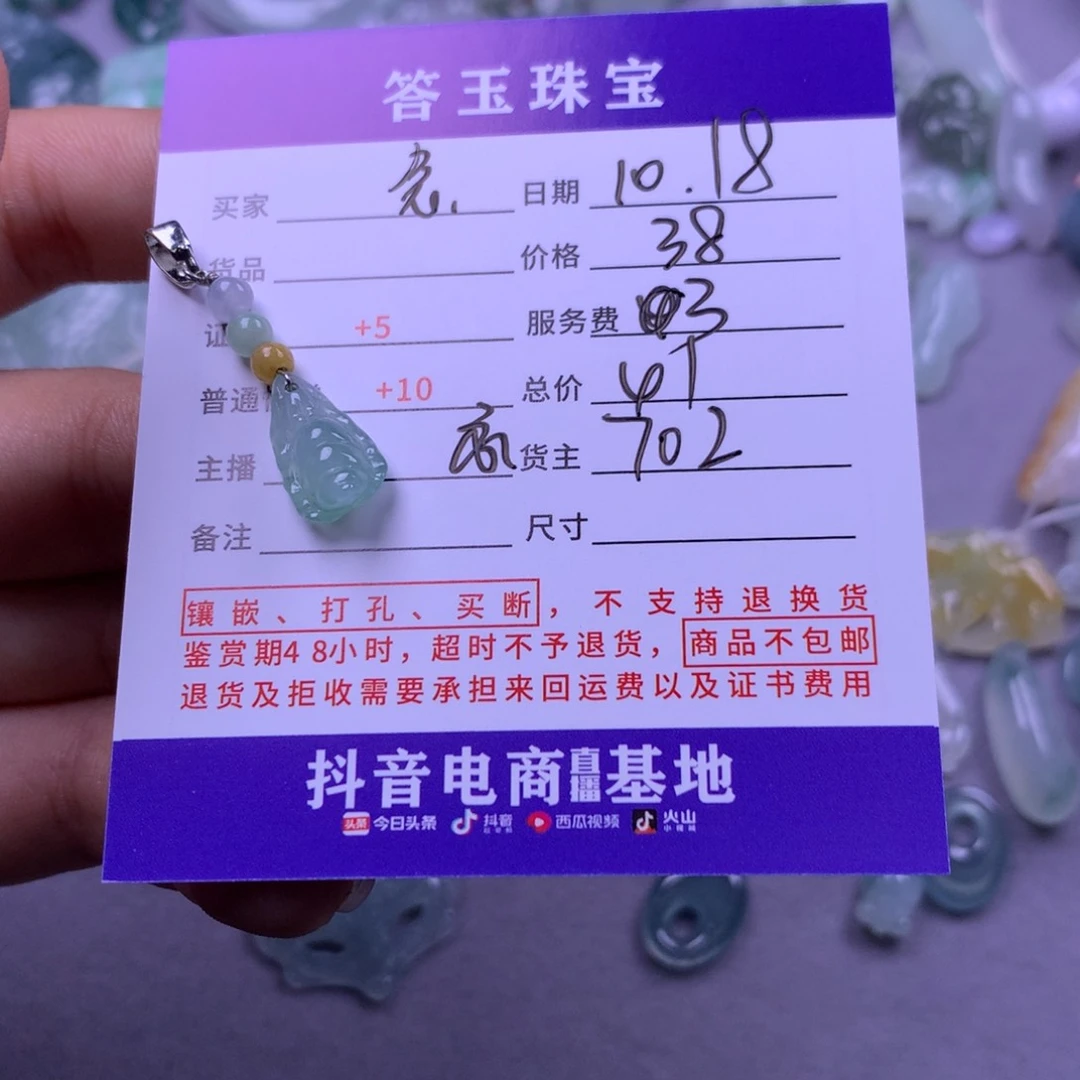 答玉珠宝
买家 日期 10.18
货品 价格 38
+5 服务费 03
普通 +10 总价 41
主播 货主 702
备注 尺寸
镶嵌、打孔、买断，不支持退换货
鉴赏期48小时，超时不予退货，商品不包邮
退货及拒收需要承担来回运费以及证书费用
抖音电商直播基地
头条 今日头条 抖音 西瓜视频 火山